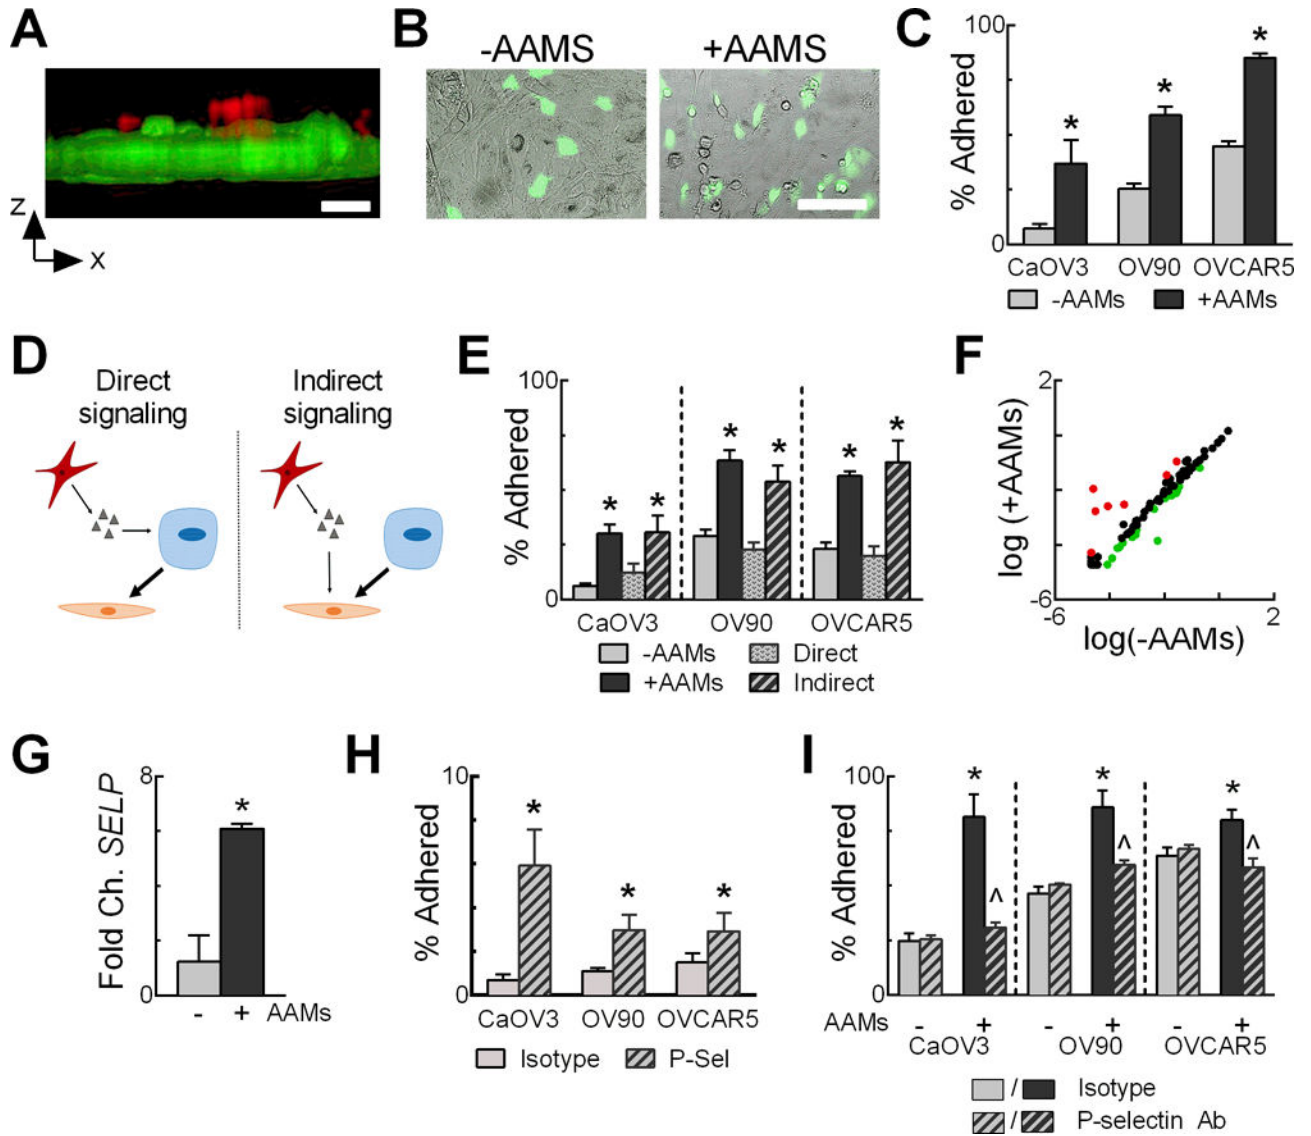 A
Z
X
B
-AAMS
+AAMS
C
100
% Adhered
0
* * *
CaOV3 OV90 OVCAR5
-AAMs +AAMs
D
Direct signaling
Indirect signaling
E
100
% Adhered
0
* * * * * *
CaOV3 OV90 OVCAR5
-AAMs Direct
+AAMs Indirect
F
2
log (+AAMs)
-6
-6 2
log(-AAMs)
G
8
Fold Ch. SELP
0
*
- + AAMs
H
10
% Adhered
0
* * *
CaOV3 OV90 OVCAR5
Isotype P-Sel
I
100
% Adhered
0
* ^ * ^ * ^
AAMs - + - + - +
CaOV3 OV90 OVCAR5
/ Isotype
/ P-selectin Ab